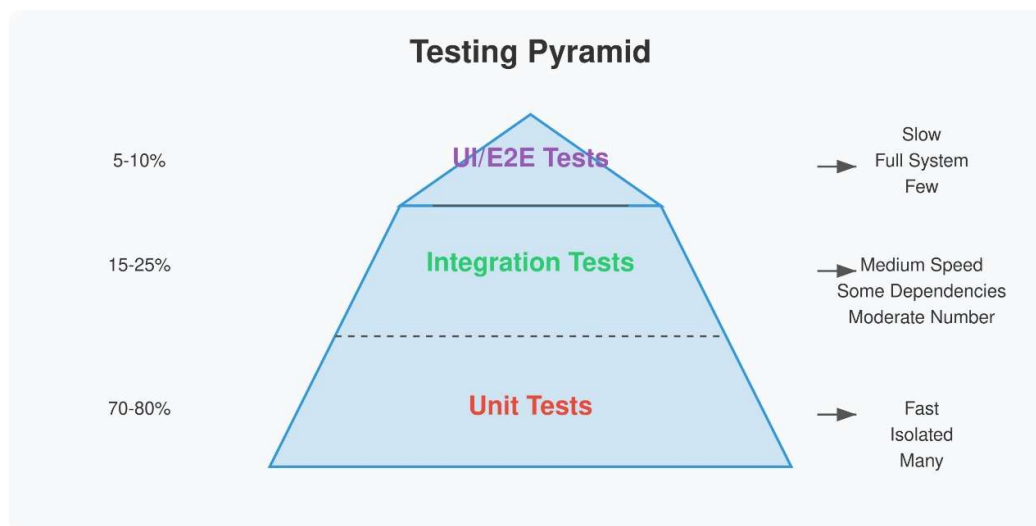 Testing Pyramid
5-10%
UI/E2E Tests
Slow
Full System
Few
15-25%
Integration Tests
Medium Speed
Some Dependencies
Moderate Number
70-80%
Unit Tests
Fast
Isolated
Many